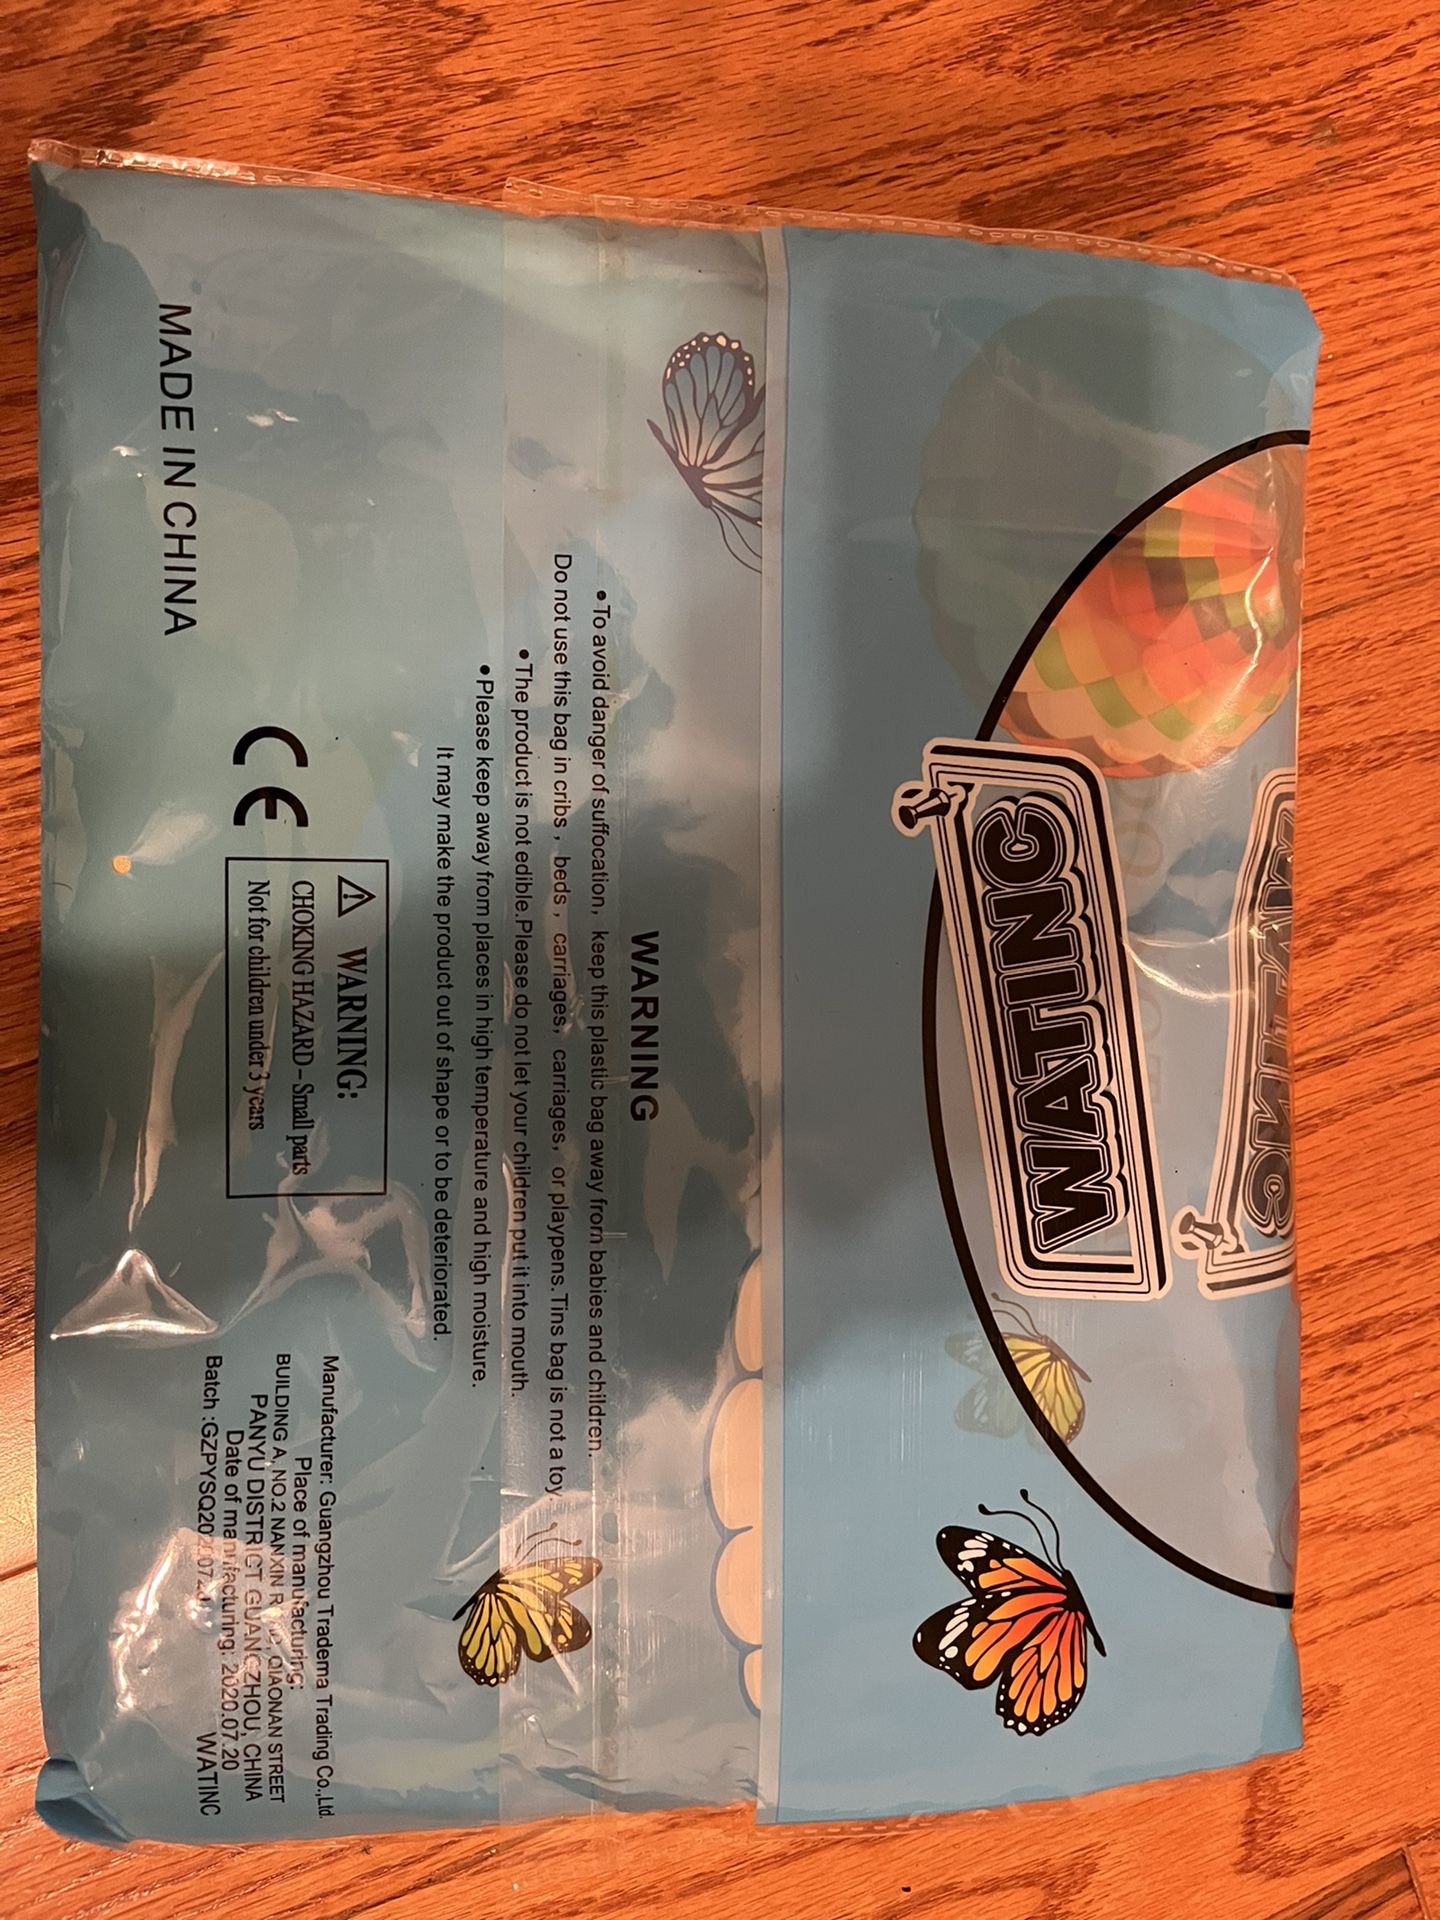 WATINC
WATINC
WARNING
•To avoid danger of suffocation, keep this plastic bag away from babies and children.
Do not use this bag in cribs, beds, carriages, carriages, or playpens.Tins bag is not a toy.
•The product is not edible.Please do not let your children put it into mouth.
•Please keep away from places in high temperature and high moisture.
It may make the product out of shape or to be deteriorated.
CE
⚠ WARNING:
CHOKING HAZARD – Small parts
Not for children under 3 years
MADE IN CHINA
Manufacturer: Guangzhou Tradema Trading Co.,Ltd.
Place of manufacturing:
BUILDING A, NO.2 NANXIN QIAONAN STREET
PANYU DISTRICT GUANGZHOU, CHINA
Date of manufacturing: 2020.07.20
Batch :
WATINC